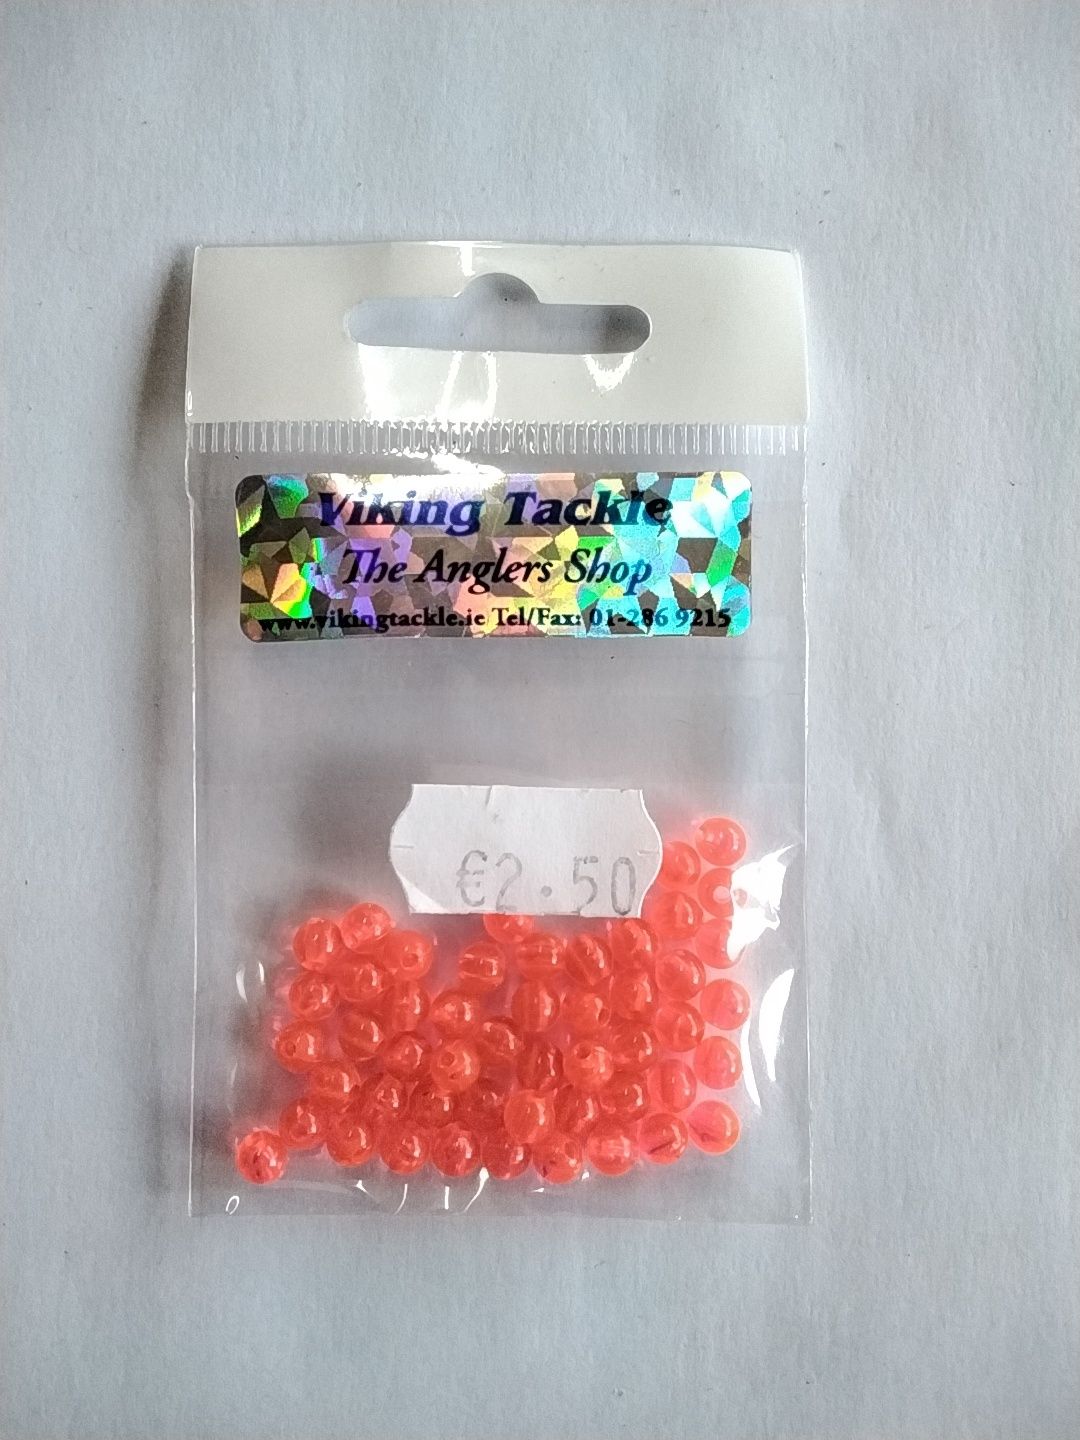 Viking Tackle
The Anglers Shop
www.vikingtackle.ie Tel/Fax: 01-286 9215
€2.50